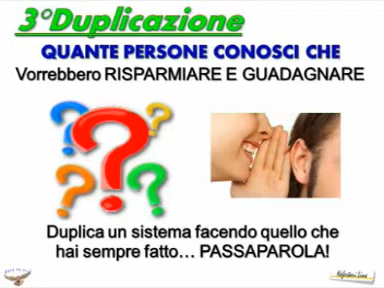 3°Duplicazione
QUANTE PERSONE CONOSCI CHE
Vorrebbero RISPARMIARE E GUADAGNARE
Duplica un sistema facendo quello che
hai sempre fatto… PASSAPAROLA!